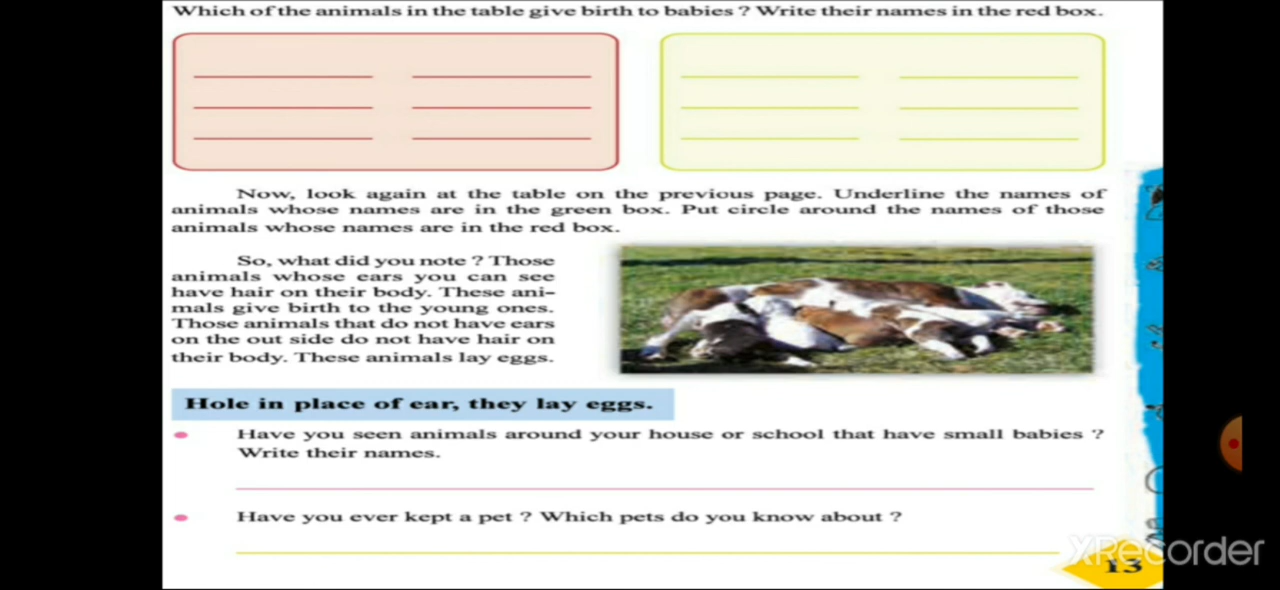 Which of the animals in the table give birth to babies ? Write their names in the red box.
Now, look again at the table on the previous page. Underline the names of
animals whose names are in the green box. Put circle around the names of those
animals whose names are in the red box.
So, what did you note ? Those
animals whose ears you can see
have hair on their body. These ani-
mals give birth to the young ones.
Those animals that do not have ears
on the out side do not have hair on
their body. These animals lay eggs.
Hole in place of ear, they lay eggs.
Have you seen animals around your house or school that have small babies ?
Write their names.
Have you ever kept a pet ? Which pets do you know about ?
XRecorder
13